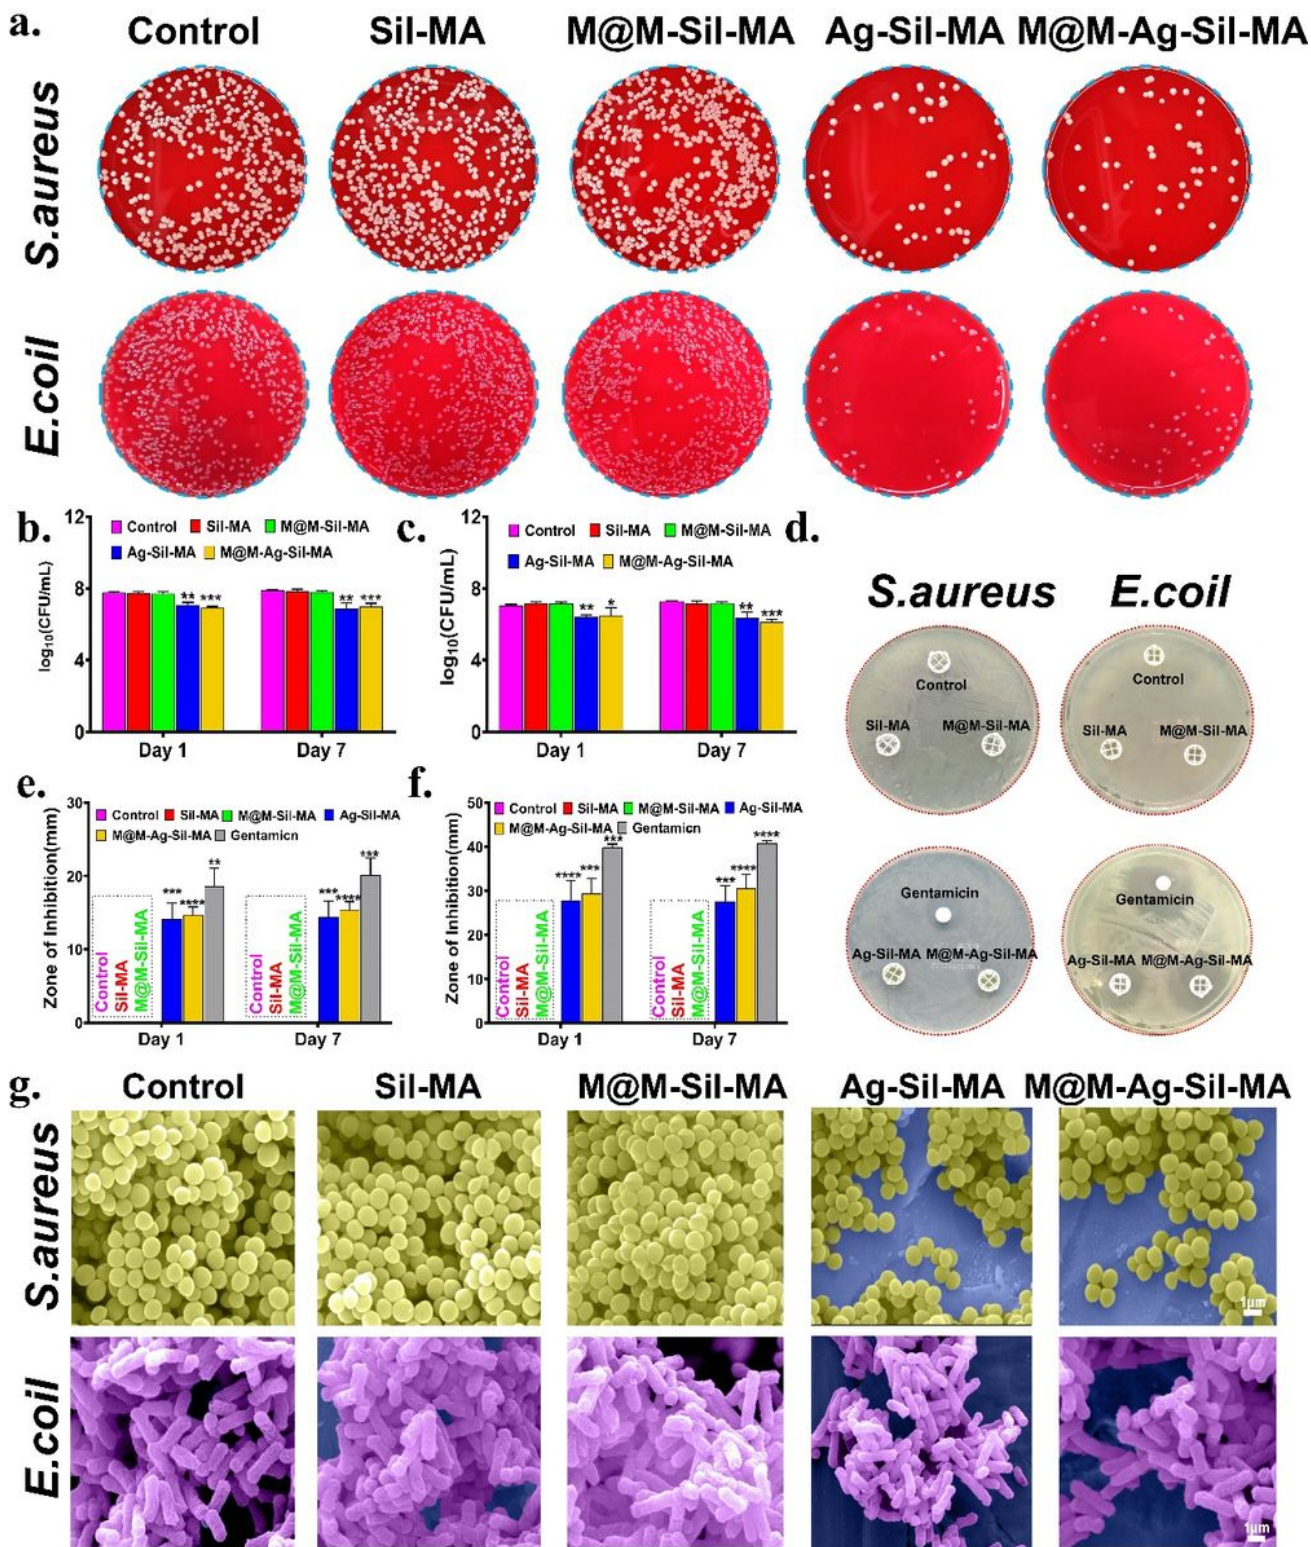 a.
Control Sil-MA M@M-Sil-MA Ag-Sil-MA M@M-Ag-Sil-MA
S.aureus
E.coil
b.
12
8
4
0
log10(CFU/mL)
Control Sil-MA M@M-Sil-MA
Ag-Sil-MA M@M-Ag-Sil-MA
** ***
** ***
Day 1 Day 7
c.
12
8
4
0
log10(CFU/mL)
Control Sil-MA M@M-Sil-MA
Ag-Sil-MA M@M-Ag-Sil-MA
** *
** ***
Day 1 Day 7
d.
S.aureus E.coil
Control
Sil-MA M@M-Sil-MA
Control
Sil-MA M@M-Sil-MA
Gentamicin
Ag-Sil-MA M@M-Ag-Sil-MA
Gentamicin
Ag-Sil-MA M@M-Ag-Sil-MA
e.
30
20
10
0
Zone of Inhibition(mm)
Control Sil-MA M@M-Sil-MA Ag-Sil-MA
M@M-Ag-Sil-MA Gentamicn
Control
Sil-MA
M@M-Sil-MA
*** **** **
Control
Sil-MA
M@M-Sil-MA
*** **** ***
Day 1 Day 7
f.
50
40
30
20
10
0
Zone of Inhibition(mm)
Control Sil-MA M@M-Sil-MA Ag-Sil-MA
M@M-Ag-Sil-MA Gentamicn
Control
Sil-MA
M@M-Sil-MA
**** *** ***
Control
Sil-MA
M@M-Sil-MA
*** **** ****
Day 1 Day 7
g.
Control Sil-MA M@M-Sil-MA Ag-Sil-MA M@M-Ag-Sil-MA
S.aureus
1μm
E.coil
1μm